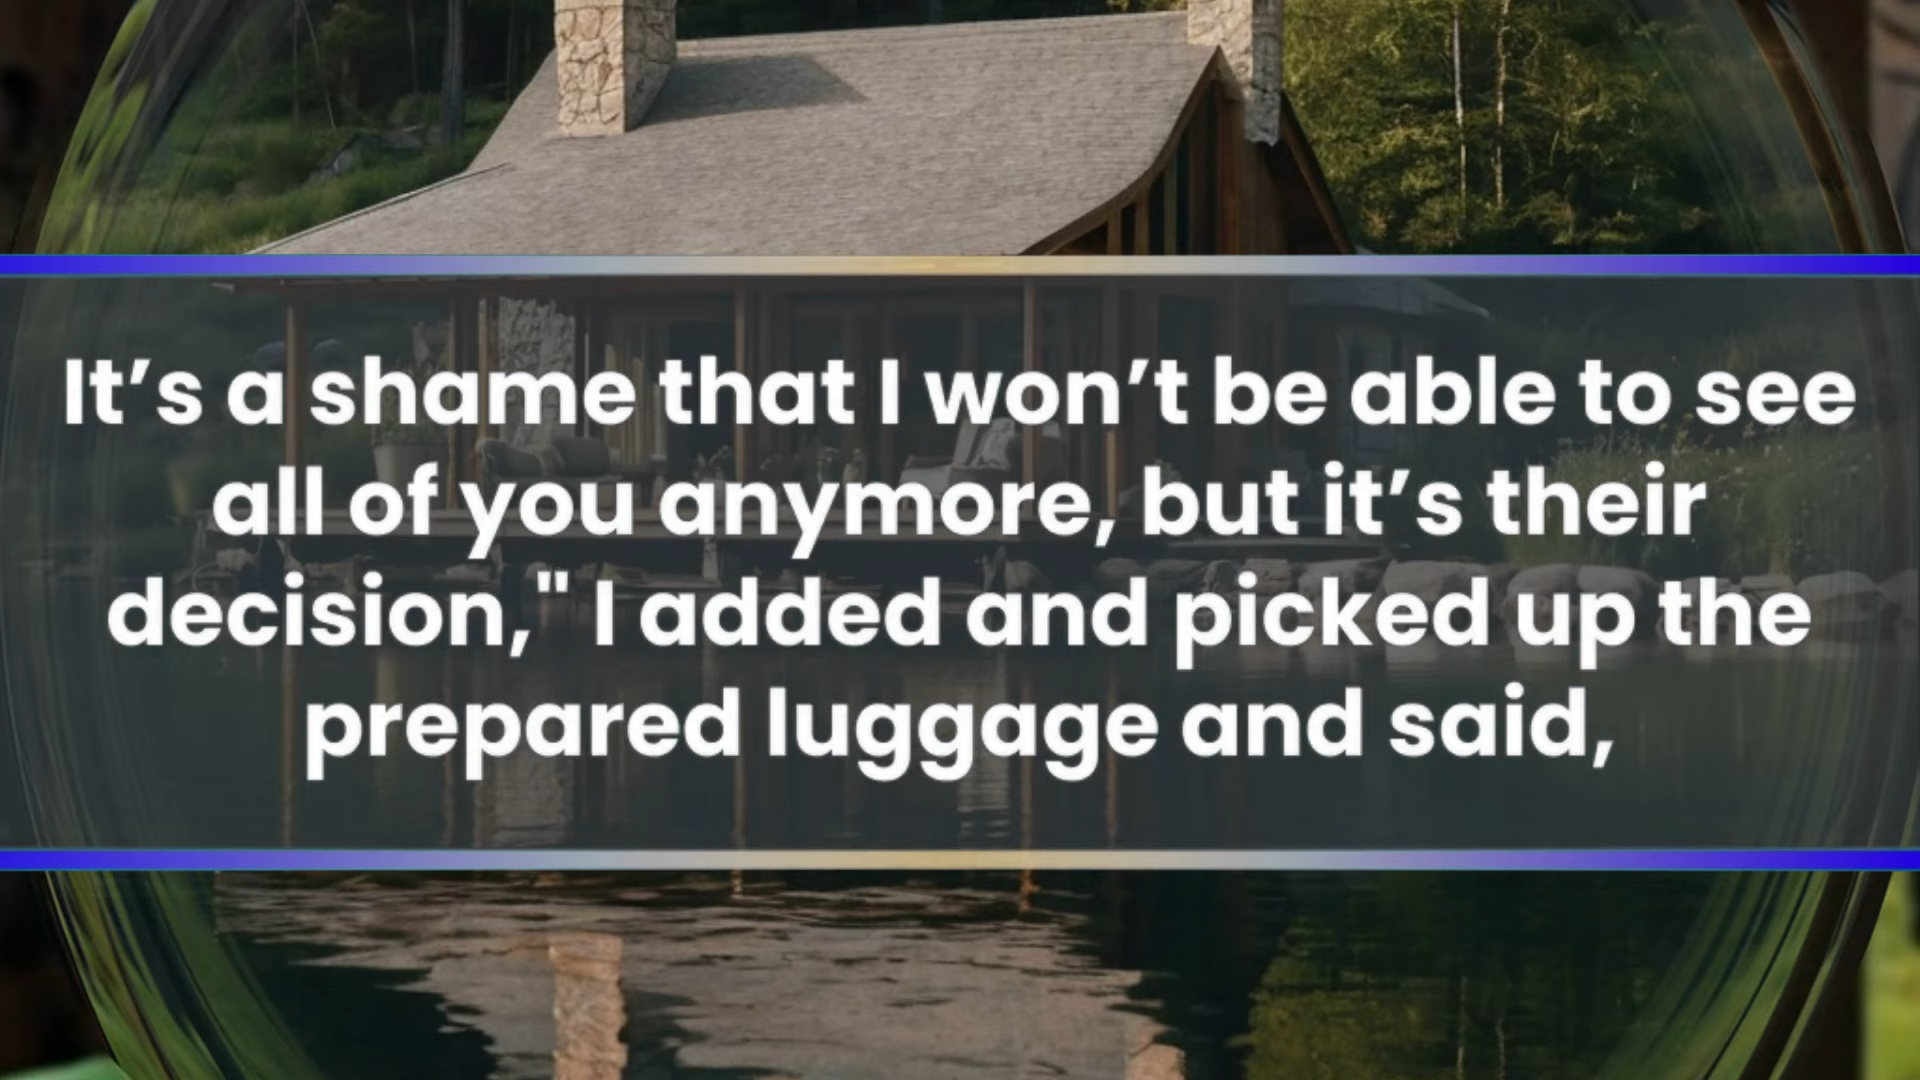 It’s a shame that I won’t be able to see
all of you anymore, but it’s their
decision," I added and picked up the
prepared luggage and said,